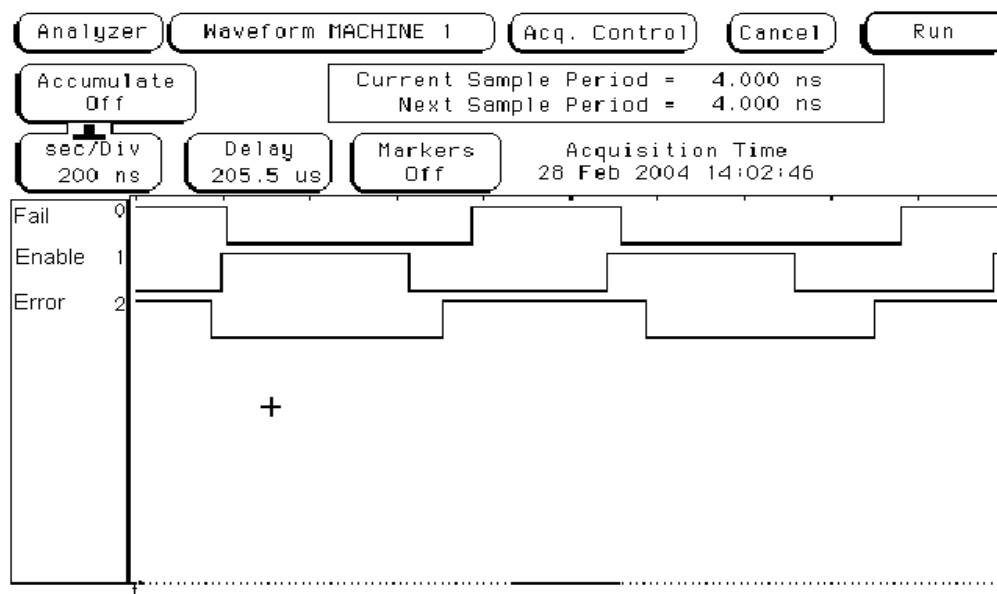 Analyzer Waveform MACHINE 1 Acq. Control Cancel Run
Accumulate
Off
Current Sample Period = 4.000 ns
Next Sample Period = 4.000 ns
sec/Div
200 ns
Delay
205.5 us
Markers
Off
Acquisition Time
28 Feb 2004 14:02:46
Fail 0
Enable 1
Error 2